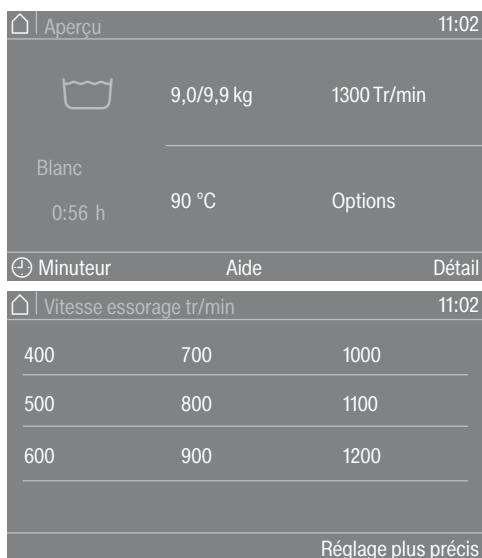 Aperçu 11:02
9,0/9,9 kg 1300 Tr/min
Blanc
90 °C Options
0:56 h
Minuteur Aide Détail
Vitesse essorage tr/min 11:02
400 700 1000
500 800 1100
600 900 1200
Réglage plus précis